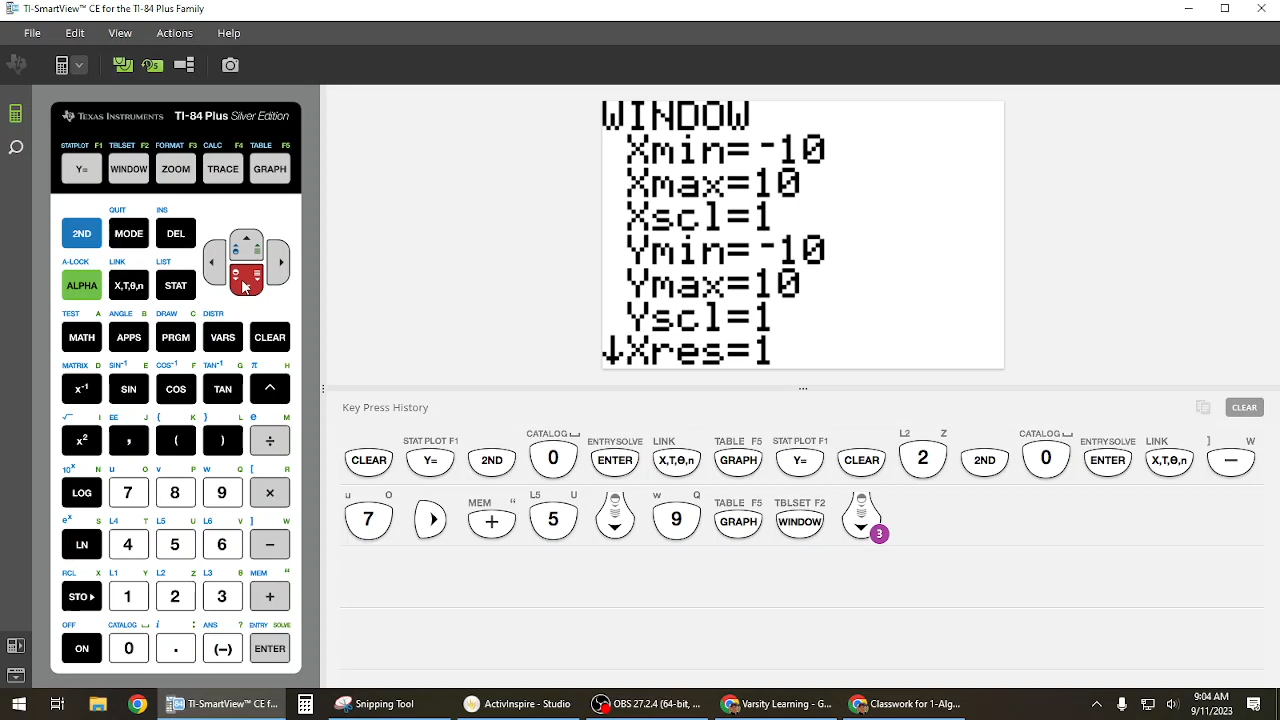 TI-SmartView™ CE for the TI-84 Plus Family
File Edit View Actions Help
TEXAS INSTRUMENTS TI-84 Plus Silver Edition
STATPLOT F1 TBLSET F2 FORMAT F3 CALC F4 TABLE F5
Y= WINDOW ZOOM TRACE GRAPH
QUIT INS
2ND MODE DEL
A-LOCK LINK LIST
ALPHA X,T,θ,n STAT
TEST A ANGLE B DRAW C DISTR
MATH APPS PRGM VARS CLEAR
MATRIX D SIN⁻¹ E COS⁻¹ F TAN⁻¹ G π H
x⁻¹ SIN COS TAN ^
√ I EE J { K } L e M
x² , ( ) ÷
10ˣ N u O v P w Q [ R
LOG 7 8 9 ×
eˣ S L4 T L5 U L6 V ] W
LN 4 5 6 −
RCL X L1 Y L2 Z L3 θ MEM "
STO▸ 1 2 3 +
OFF CATALOG ⎵ i : ANS ? ENTRY SOLVE
ON 0 . (−) ENTER
WINDOW
Xmin=-10
Xmax=10
Xscl=1
Ymin=-10
Ymax=10
Yscl=1
↓Xres=1
Key Press History
CLEAR
STAT PLOT F1 CATALOG ⎵ ENTRY SOLVE LINK TABLE F5 STAT PLOT F1 L2 Z CATALOG ⎵ ENTRY SOLVE LINK ] W
CLEAR Y= 2ND 0 ENTER X,T,θ,n GRAPH Y= CLEAR 2 2ND 0 ENTER X,T,θ,n −
u O MEM " L5 U w Q TABLE F5 TBLSET F2
7 + 5 9 GRAPH WINDOW 3
TI-SmartView™ CE f... Snipping Tool ActivInspire - Studio OBS 27.2.4 (64-bit, ... Varsity Learning - G... Classwork for 1-Alg...
9:04 AM
9/11/2023